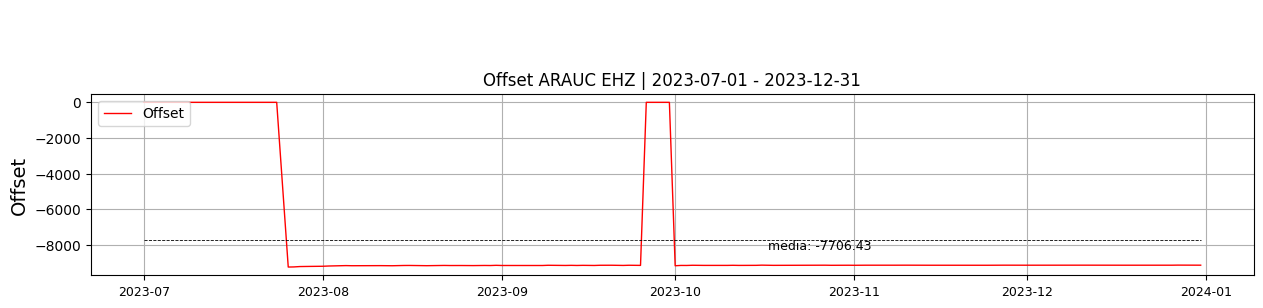 Offset ARAUC EHZ | 2023-07-01 - 2023-12-31
Offset
0
−2000
−4000
−6000
−8000
Offset
media: -7706.43
2023-07 2023-08 2023-09 2023-10 2023-11 2023-12 2024-01